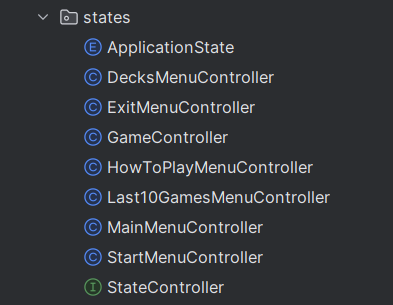 states
E ApplicationState
C DecksMenuController
C ExitMenuController
C GameController
C HowToPlayMenuController
C Last10GamesMenuController
C MainMenuController
C StartMenuController
I StateController